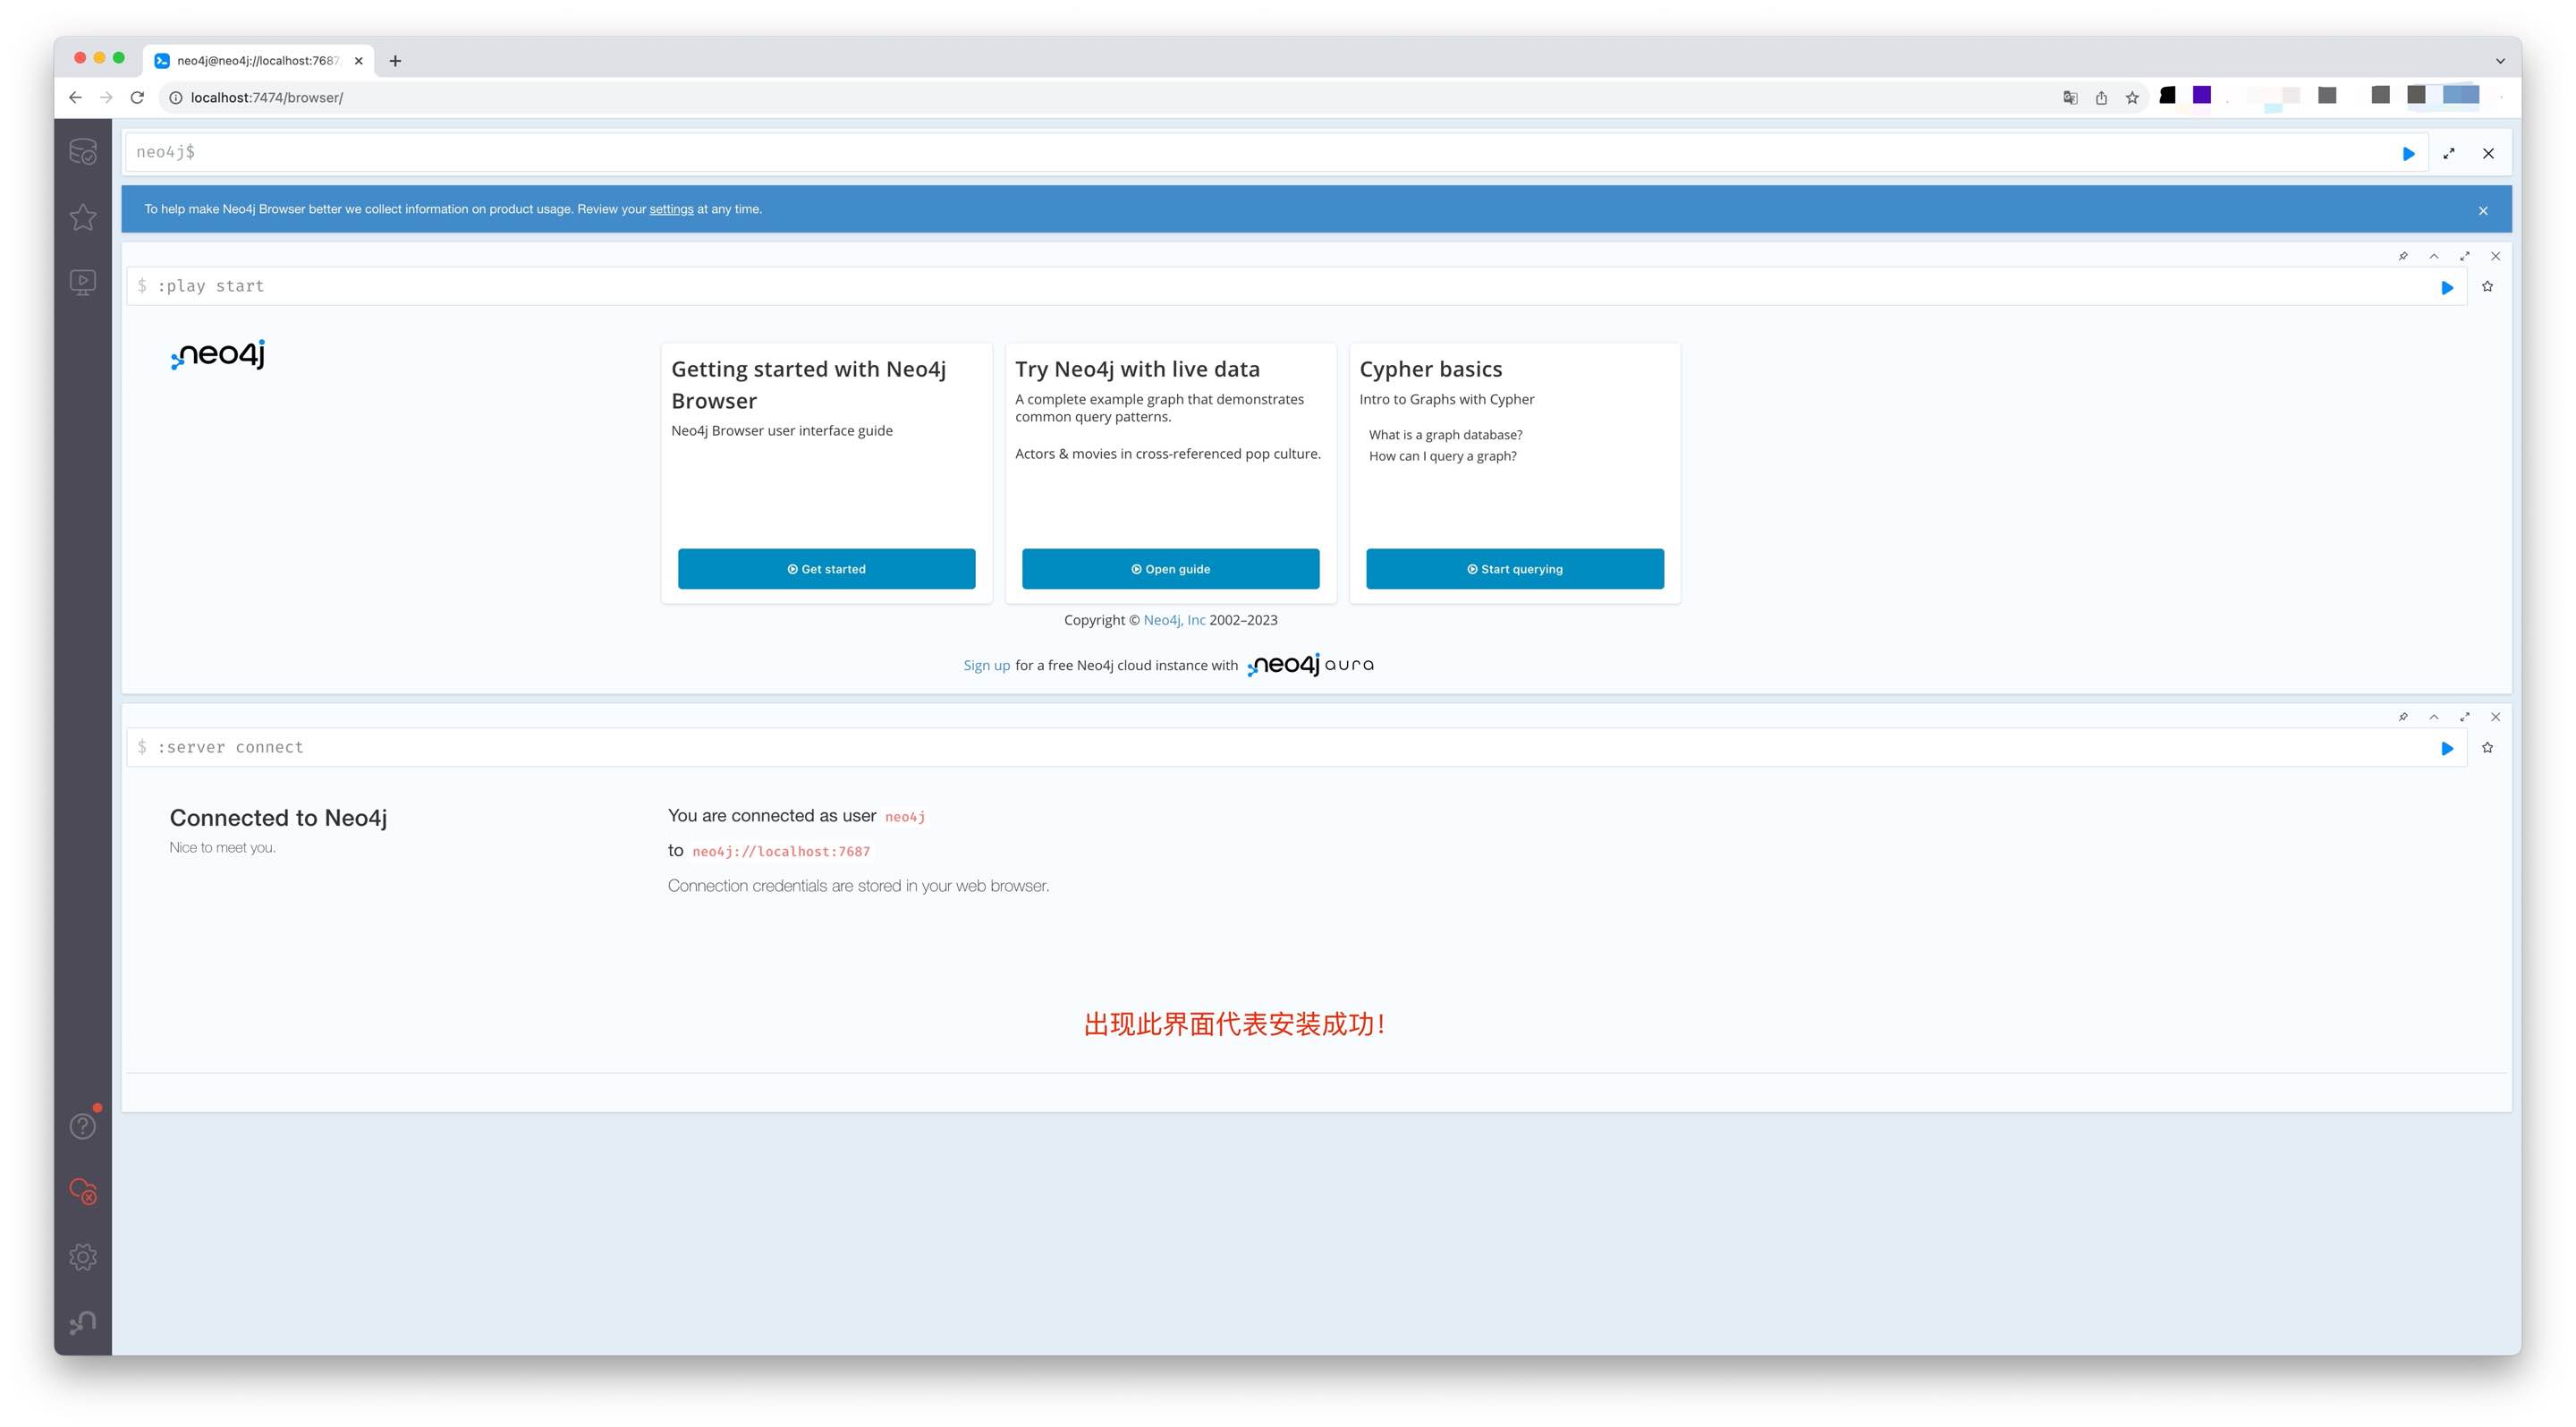 neo4j@neo4j://localhost:7687
localhost:7474/browser/
neo4j$
To help make Neo4j Browser better we collect information on product usage. Review your settings at any time.
$ :play start
neo4j
Getting started with Neo4j
Browser
Neo4j Browser user interface guide
Get started
Try Neo4j with live data
A complete example graph that demonstrates
common query patterns.
Actors & movies in cross-referenced pop culture.
Open guide
Cypher basics
Intro to Graphs with Cypher
What is a graph database?
How can I query a graph?
Start querying
Copyright © Neo4j, Inc 2002–2023
Sign up for a free Neo4j cloud instance with neo4j aura
$ :server connect
Connected to Neo4j
Nice to meet you.
You are connected as user neo4j
to neo4j://localhost:7687
Connection credentials are stored in your web browser.
出现此界面代表安装成功!